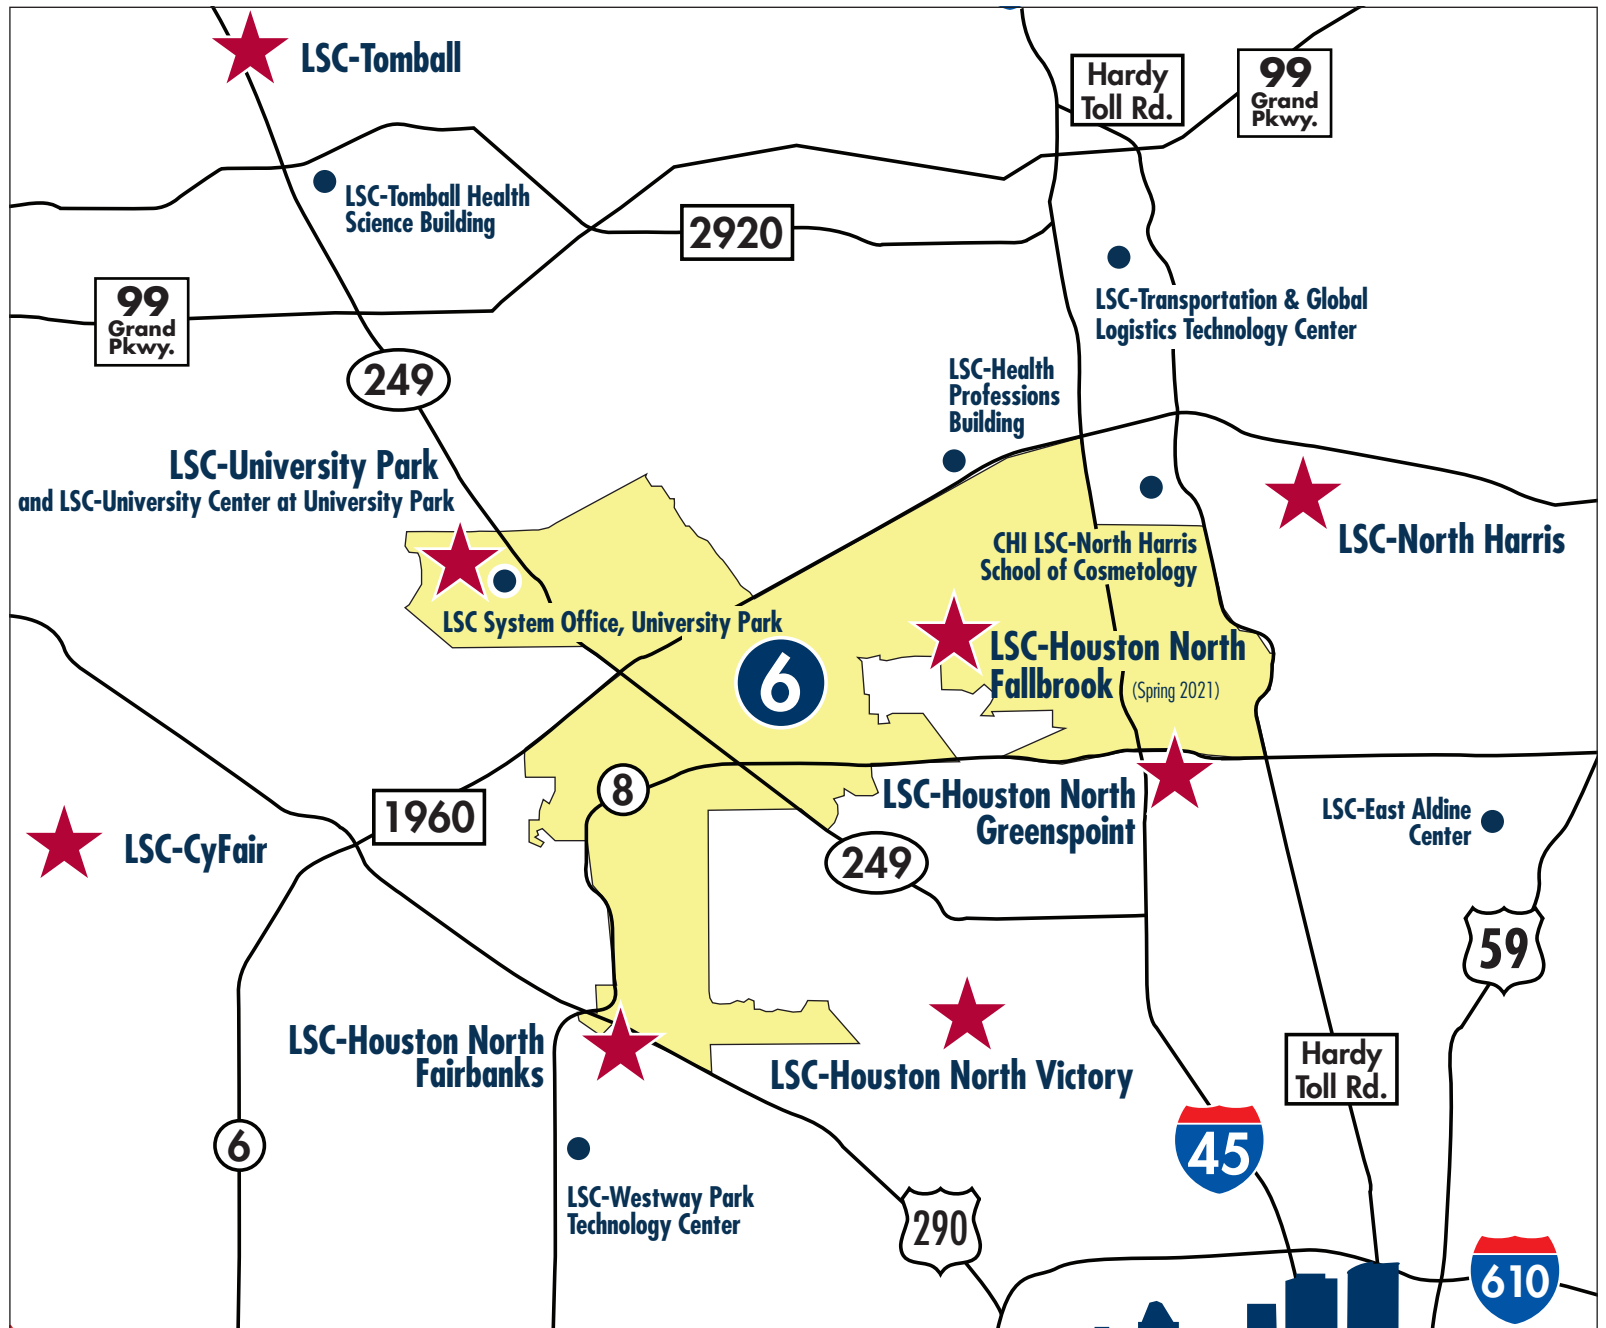 LSC-Tomball
Hardy
Toll Rd.
99
Grand
Pkwy.
LSC-Tomball Health
Science Building
2920
99
Grand
Pkwy.
LSC-Transportation & Global
Logistics Technology Center
249
LSC-Health
Professions
Building
LSC-University Park
and LSC-University Center at University Park
LSC-North Harris
CHI LSC-North Harris
School of Cosmetology
LSC System Office, University Park
6
LSC-Houston North
Fallbrook (Spring 2021)
8
LSC-Houston North
Greenspoint
1960
LSC-East Aldine
Center
LSC-CyFair
249
59
LSC-Houston North
Fairbanks
LSC-Houston North Victory
Hardy
Toll Rd.
6
45
LSC-Westway Park
Technology Center
290
610